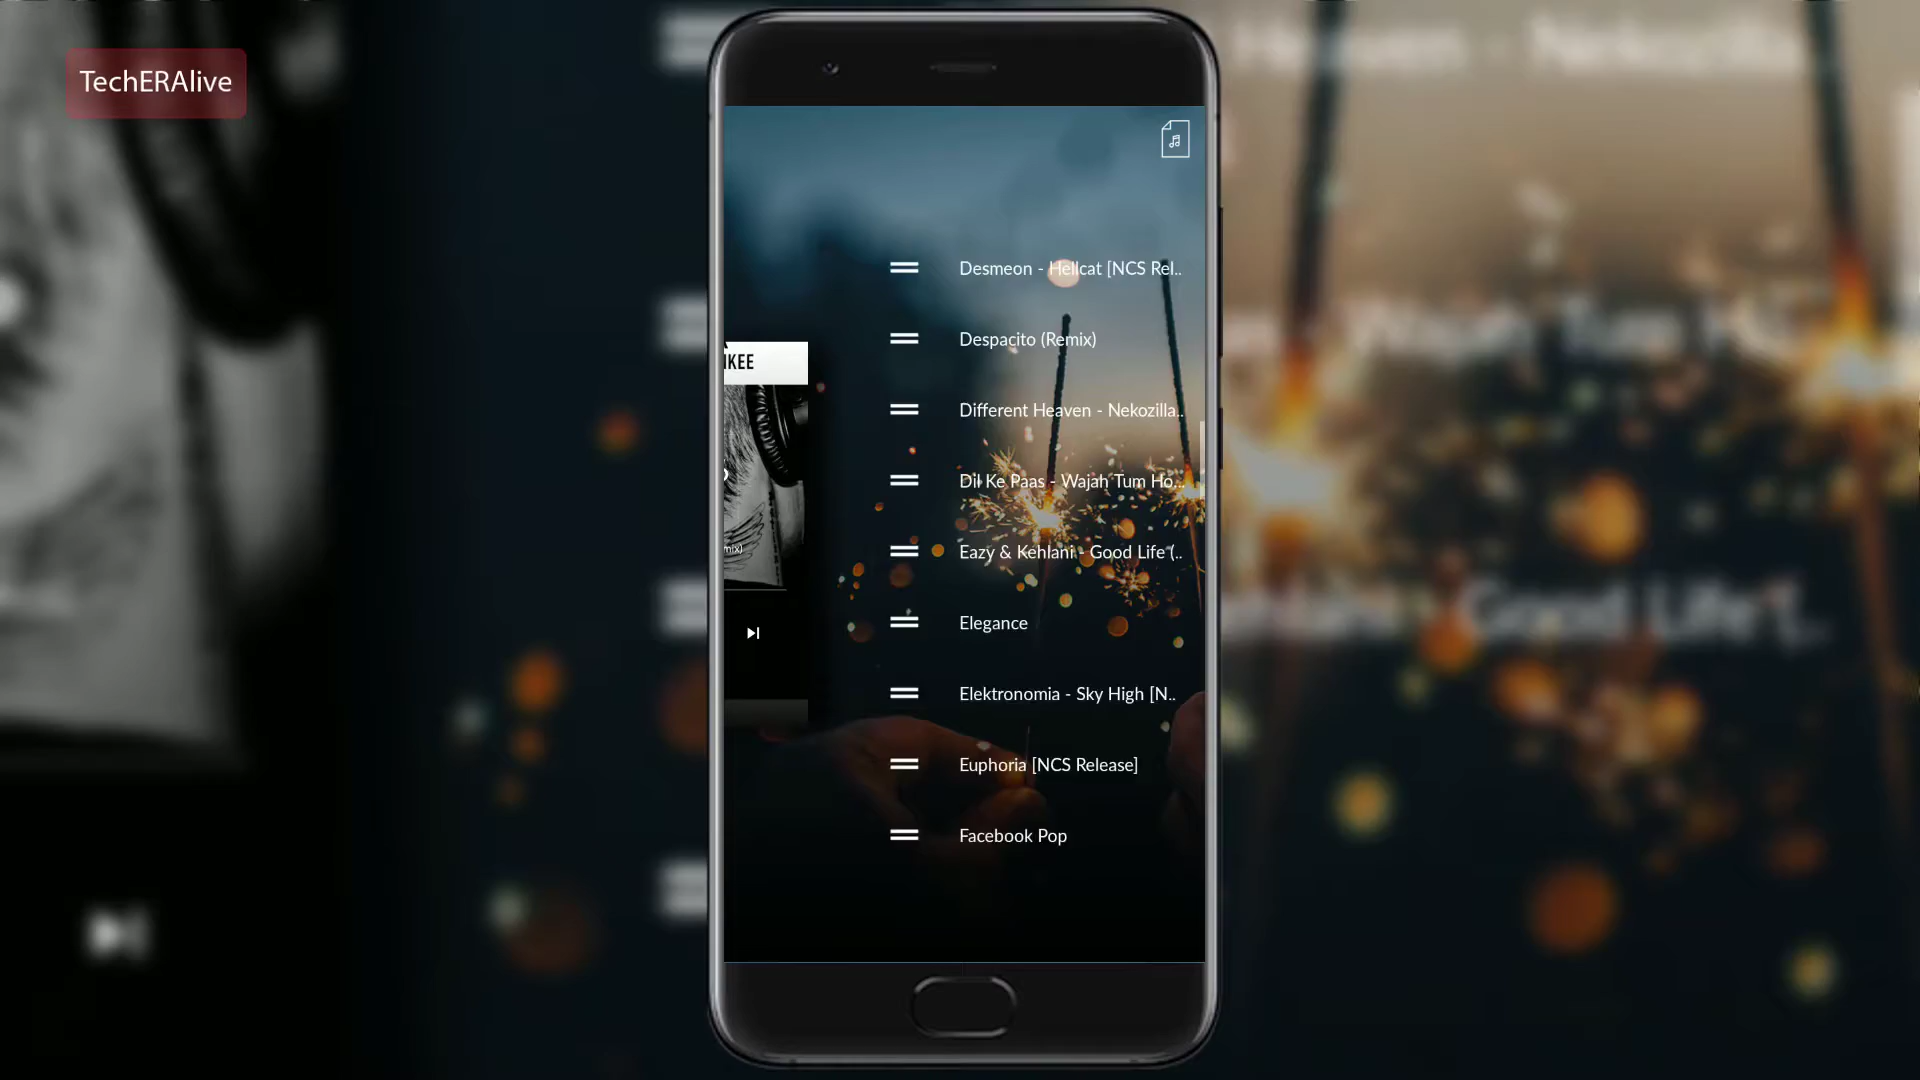 TechERAlive
Desmeon - Hellcat [NCS Rel..
Despacito (Remix)
KEE
Different Heaven - Nekozilla..
Dil Ke Paas - Wajah Tum Ho...
Eazy & Kehlani - Good Life (..
mix)
Elegance
Elektronomia - Sky High [N..
Euphoria [NCS Release]
Facebook Pop